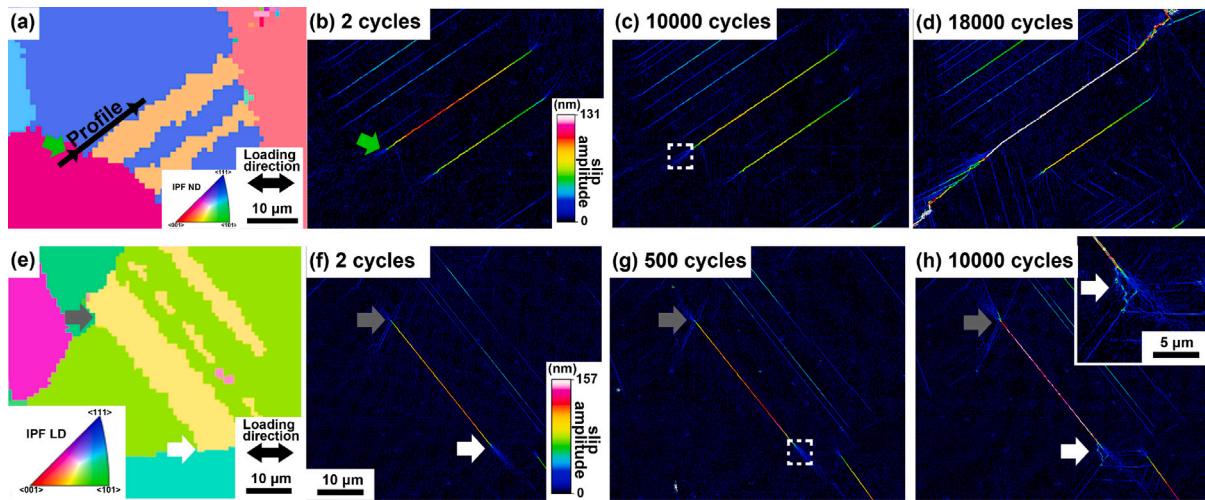 (a)
Profile
IPF ND
<111>
<001>
<101>
Loading
direction
10 µm
(b) 2 cycles
(nm)
131
slip
amplitude
0
(c) 10000 cycles
(d) 18000 cycles
(e)
IPF LD
<111>
<001>
<101>
Loading
direction
10 µm
(f) 2 cycles
10 µm
(nm)
157
slip
amplitude
0
(g) 500 cycles
(h) 10000 cycles
5 µm